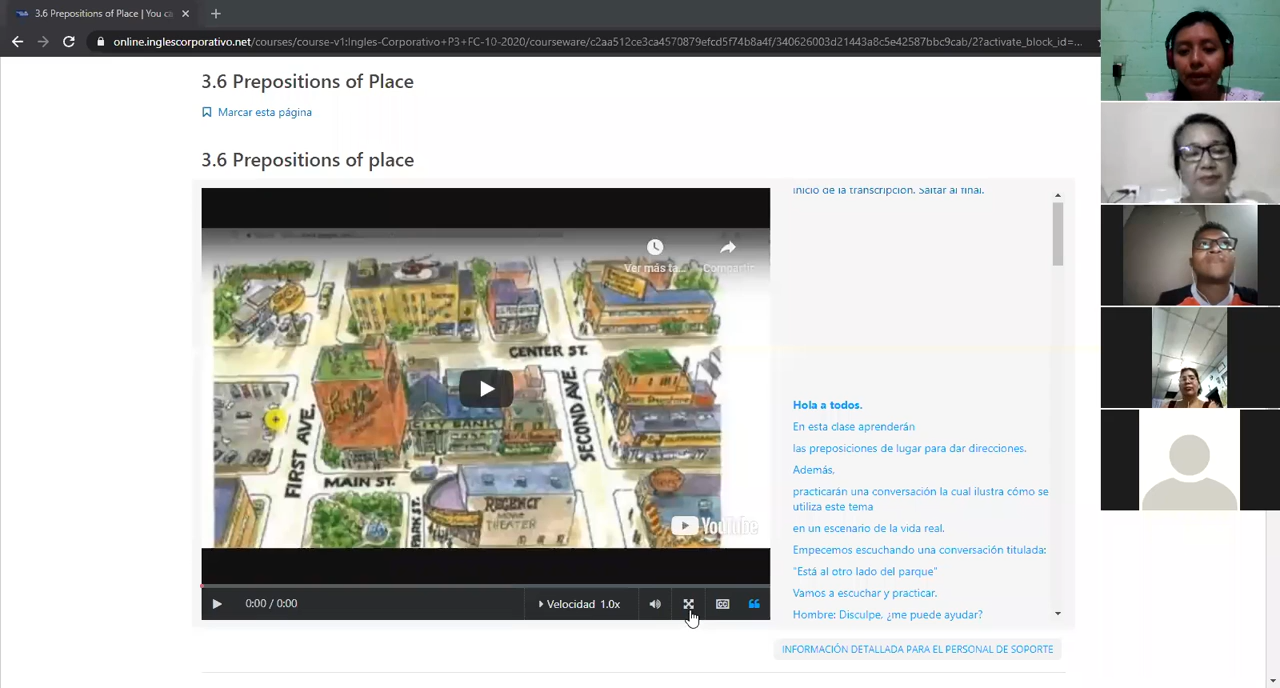 3.6 Prepositions of Place | You ca
online.inglescorporativo.net/courses/course-v1:Ingles-Corporativo+P3+FC-10-2020/courseware/c2aa512ce3ca4570879efcd5f74b8a4f/340626003d21443a8c5e42587bbc9cab/2?activate_block_id=...
3.6 Prepositions of Place
Marcar esta página
3.6 Prepositions of place
Inicio de la transcripción. Saltar al final.
Ver más ta...
Compartir
CENTER ST.
FIRST AVE.
SECOND AVE.
CITY BANK
MAIN ST.
PARK ST.
REGENCY
MOVIE
THEATER
YouTube
Hola a todos.
En esta clase aprenderán
las preposiciones de lugar para dar direcciones.
Además,
practicarán una conversación la cual ilustra cómo se
utiliza este tema
en un escenario de la vida real.
Empecemos escuchando una conversación titulada:
"Está al otro lado del parque"
Vamos a escuchar y practicar.
Hombre: Disculpe, ¿me puede ayudar?
0:00 / 0:00
Velocidad 1.0x
INFORMACIÓN DETALLADA PARA EL PERSONAL DE SOPORTE